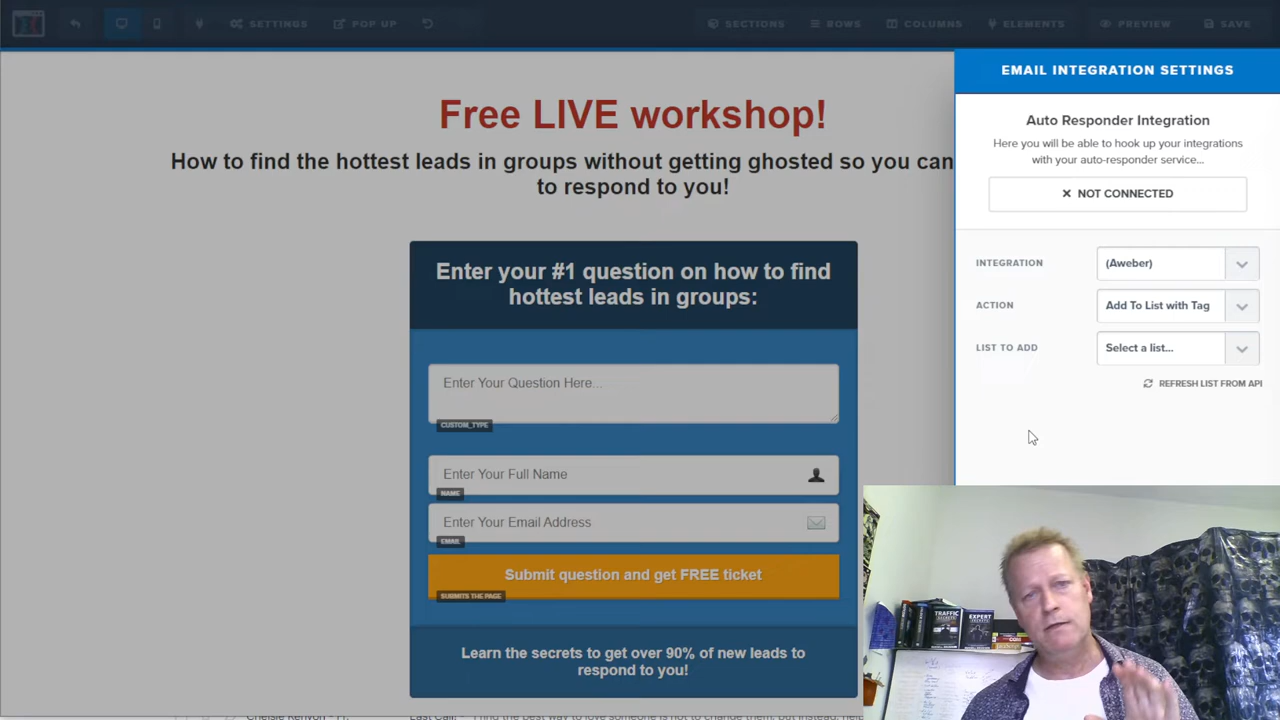 SETTINGS
POP UP
SECTIONS
ROWS
COLUMNS
ELEMENTS
PREVIEW
SAVE
EMAIL INTEGRATION SETTINGS
Auto Responder Integration
Here you will be able to hook up your integrations
with your auto-responder service...
NOT CONNECTED
INTEGRATION
(Aweber)
ACTION
Add To List with Tag
LIST TO ADD
Select a list...
REFRESH LIST FROM API
Free LIVE workshop!
How to find the hottest leads in groups without getting ghosted so you can
to respond to you!
Enter your #1 question on how to find
hottest leads in groups:
Enter Your Question Here...
CUSTOM_TYPE
Enter Your Full Name
NAME
Enter Your Email Address
EMAIL
Submit question and get FREE ticket
SUBMITS THE PAGE
Learn the secrets to get over 90% of new leads to
respond to you!
TRAFFIC
SECRETS
EXPERT
SECRETS